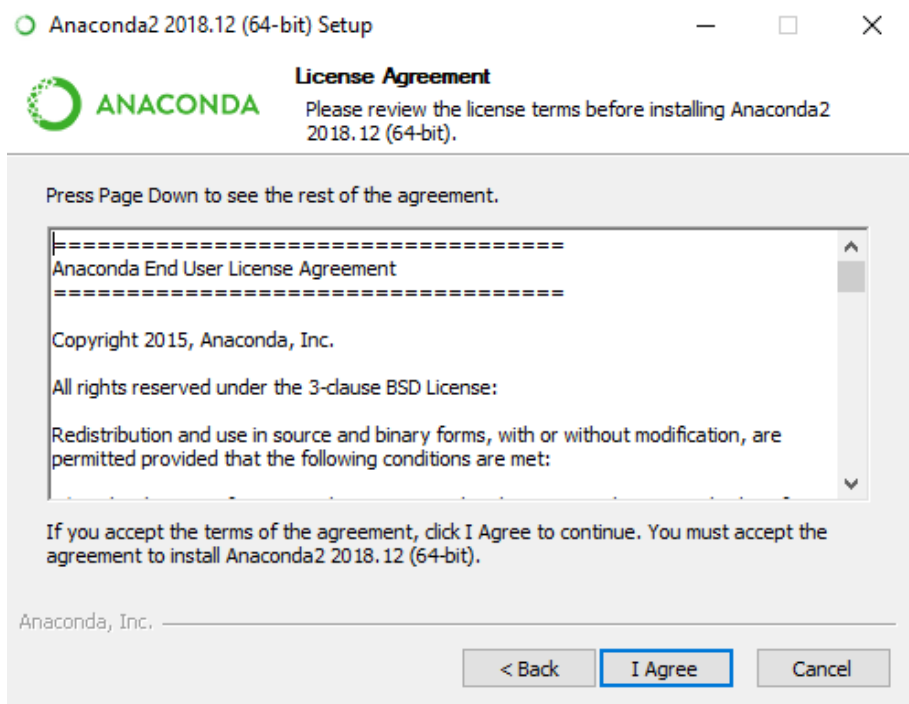 Anaconda2 2018.12 (64-bit) Setup
ANACONDA
License Agreement
Please review the license terms before installing Anaconda2
2018.12 (64-bit).
Press Page Down to see the rest of the agreement.
===================================
Anaconda End User License Agreement
===================================
Copyright 2015, Anaconda, Inc.
All rights reserved under the 3-clause BSD License:
Redistribution and use in source and binary forms, with or without modification, are
permitted provided that the following conditions are met:
If you accept the terms of the agreement, click I Agree to continue. You must accept the
agreement to install Anaconda2 2018.12 (64-bit).
Anaconda, Inc.
< Back
I Agree
Cancel